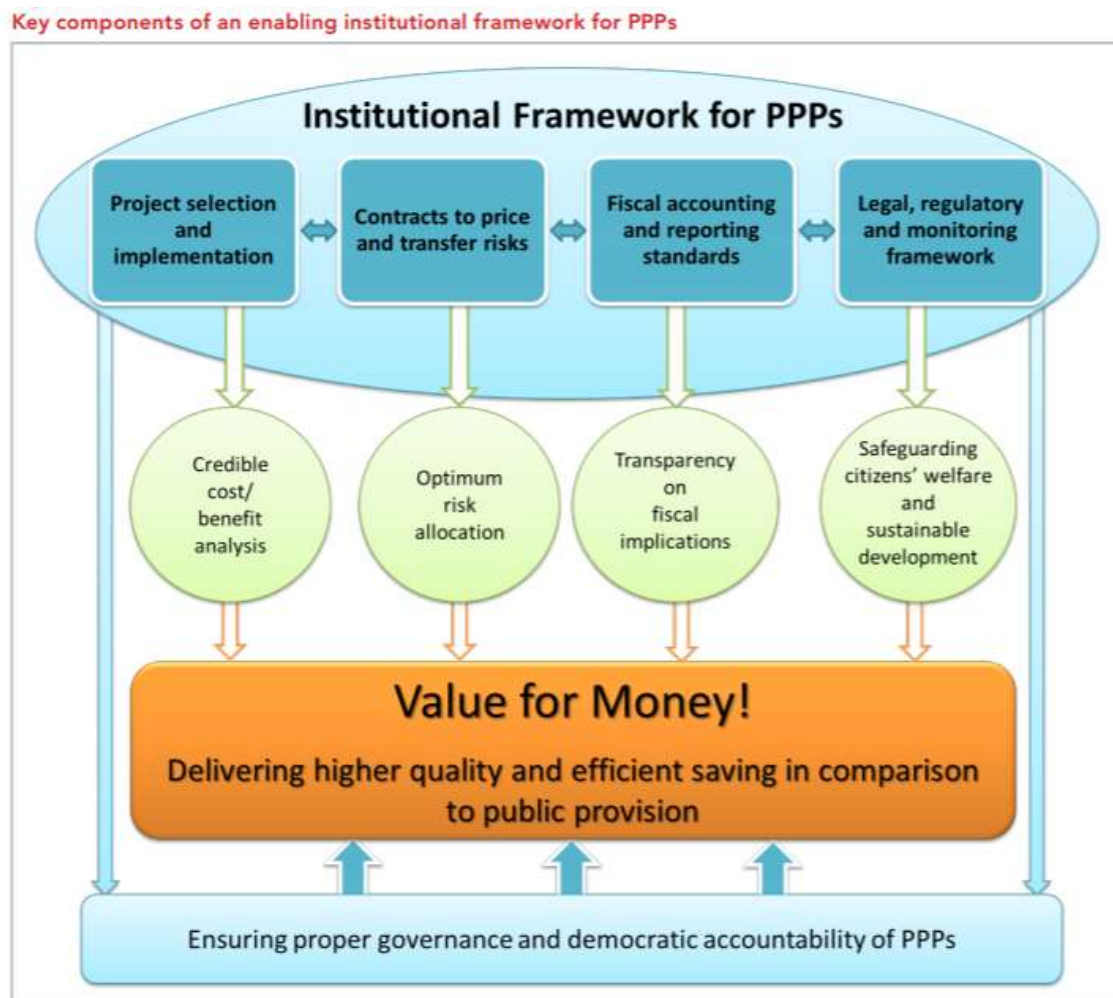 Key components of an enabling institutional framework for PPPs
Institutional Framework for PPPs
Project selection
and
implementation
Contracts to price
and transfer risks
Fiscal accounting
and reporting
standards
Legal, regulatory
and monitoring
framework
Credible
cost/
benefit
analysis
Optimum
risk
allocation
Transparency
on
fiscal
implications
Safeguarding
citizens’ welfare
and
sustainable
development
Value for Money!
Delivering higher quality and efficient saving in comparison
to public provision
Ensuring proper governance and democratic accountability of PPPs